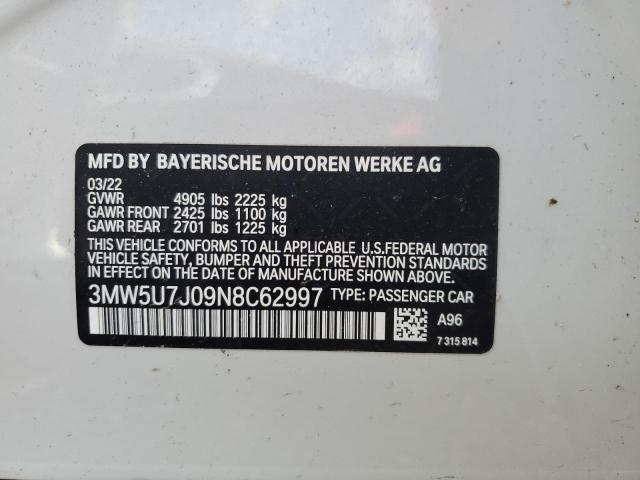 MFD BY BAYERISCHE MOTOREN WERKE AG
03/22
GVWR 4905 lbs 2225 kg
GAWR FRONT 2425 lbs 1100 kg
GAWR REAR 2701 lbs 1225 kg
THIS VEHICLE CONFORMS TO ALL APPLICABLE U.S.FEDERAL MOTOR
VEHICLE SAFETY, BUMPER AND THEFT PREVENTION STANDARDS
IN EFFECT ON THE DATE OF MANUFACTURE SHOWN ABOVE.
3MW5U7J09N8C62997 TYPE: PASSENGER CAR
A96
7 315 814